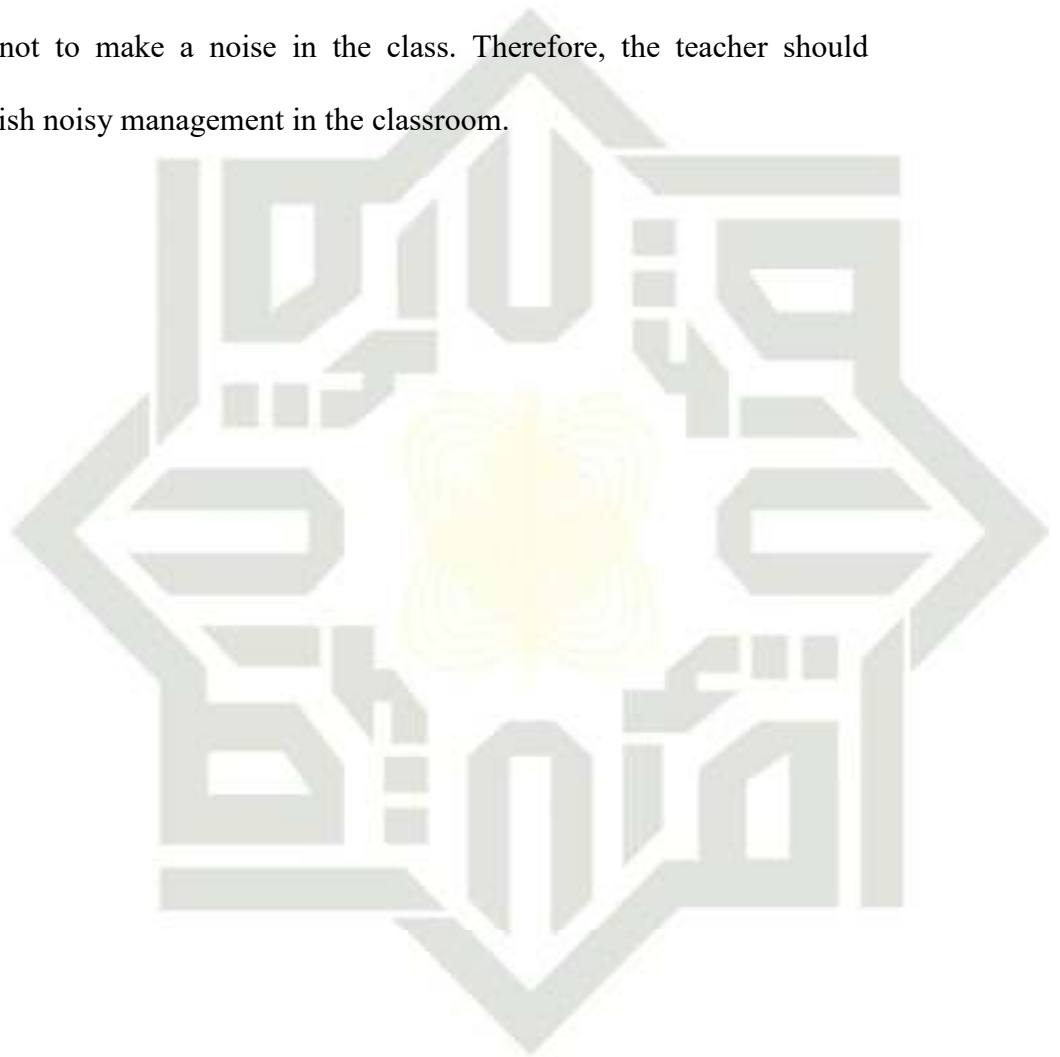 not to make a noise in the class. Therefore, the teacher should
ish noisy management in the classroom.